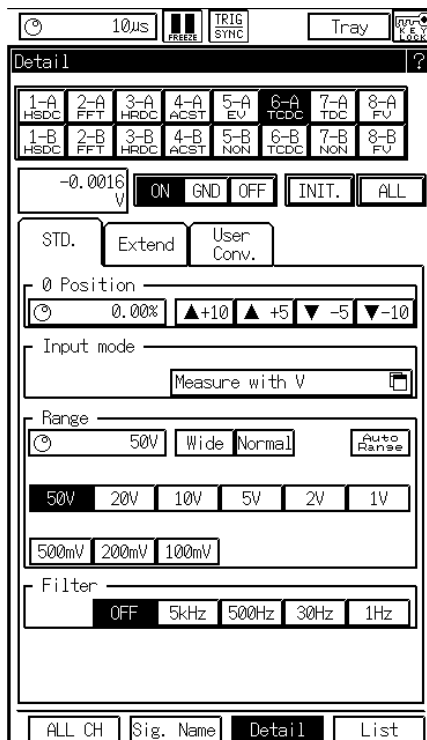 10µs FREEZE TRIG SYNC Tray KEY LOCK
Detail ?
1-A HSDC 2-A FFT 3-A HRDC 4-A ACST 5-A EV 6-A TCDC 7-A TDC 8-A FV
1-B HSDC 2-B FFT 3-B HRDC 4-B ACST 5-B NON 6-B TCDC 7-B NON 8-B FV
-0.0016 V ON GND OFF INIT. ALL
STD. Extend User Conv.
0 Position
0.00% ▲+10 ▲ +5 ▼ -5 ▼-10
Input mode
Measure with V
Range
50V Wide Normal Auto Range
50V 20V 10V 5V 2V 1V
500mV 200mV 100mV
Filter
OFF 5kHz 500Hz 30Hz 1Hz
ALL CH Sig. Name Detail List